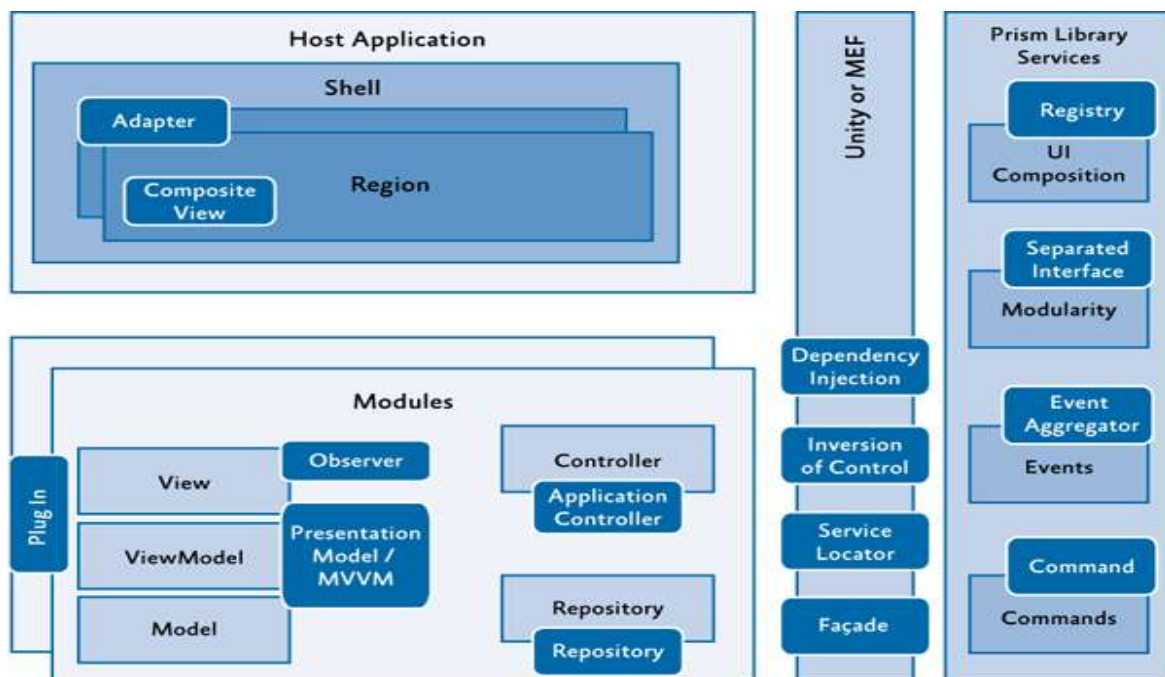 Host Application
Shell
Adapter
Region
Composite
View
Modules
Plug In
View
ViewModel
Model
Observer
Presentation
Model /
MVVM
Controller
Application
Controller
Repository
Repository
Unity or MEF
Dependency
Injection
Inversion
of Control
Service
Locator
Façade
Prism Library
Services
Registry
UI
Composition
Separated
Interface
Modularity
Event
Aggregator
Events
Command
Commands